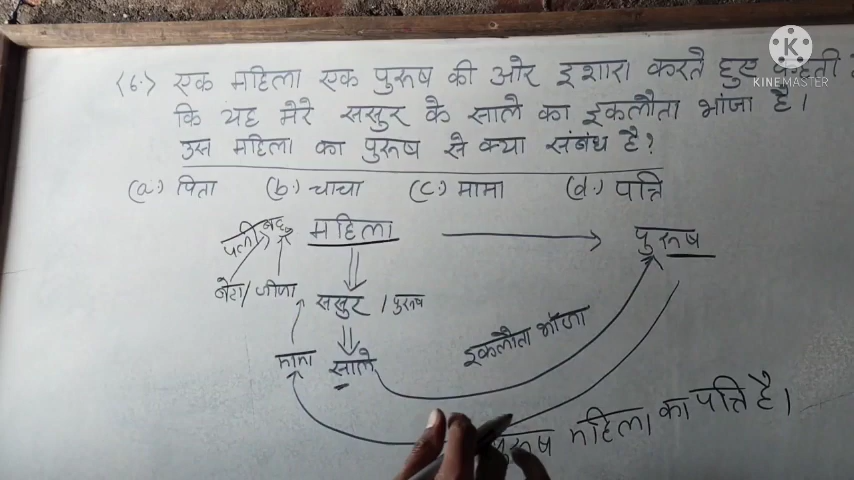 (6.) एक महिला एक पुरूष की ओर इशारा करते हुए कहती
कि यह मेरे ससुर के साले का इकलौता भांजा है।
उस महिला का पुरूष से क्या संबंध है?
(a.) पिता (b.) चाचा (c.) मामा (d.) पत्ति
K
KINEMASTER
पत्नी बहू महिला पुरूष
बेटा/ जीजा ससुर / पुरूष
मामा साले इकलौता भांजा
पुरूष महिला का पत्ति है।